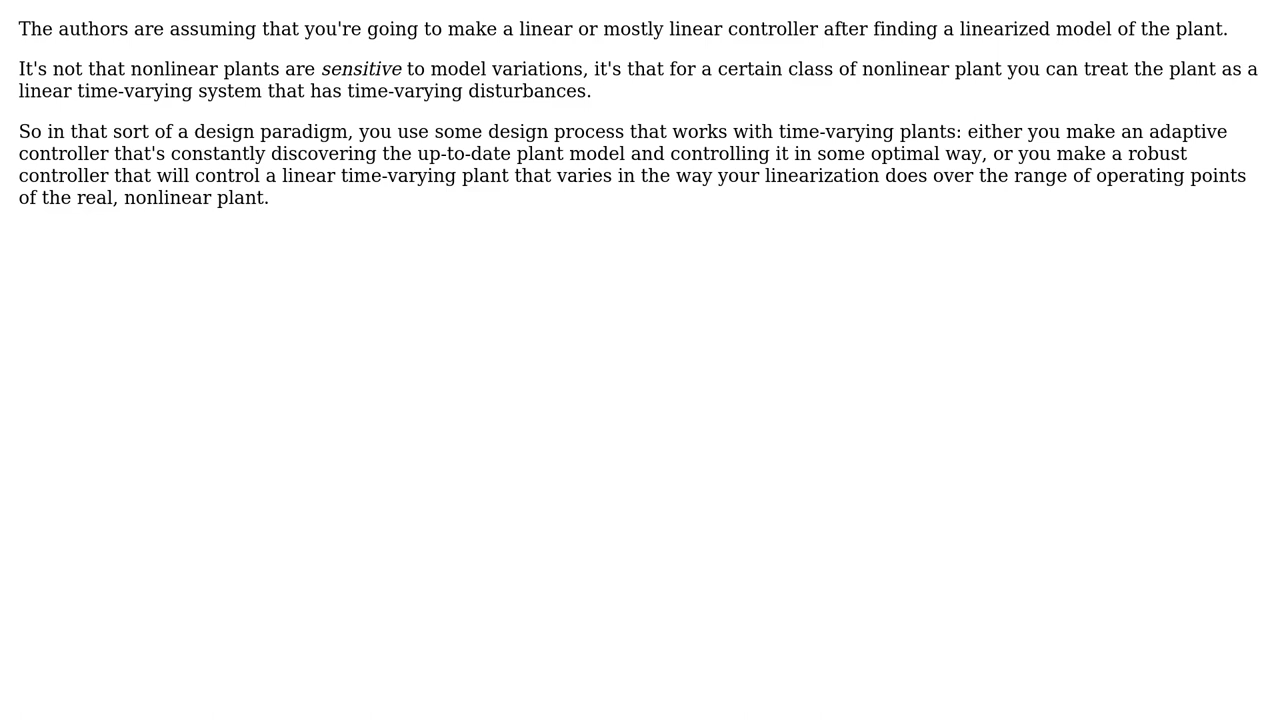 The authors are assuming that you're going to make a linear or mostly linear controller after finding a linearized model of the plant.
It's not that nonlinear plants are sensitive to model variations, it's that for a certain class of nonlinear plant you can treat the plant as a
linear time-varying system that has time-varying disturbances.
So in that sort of a design paradigm, you use some design process that works with time-varying plants: either you make an adaptive
controller that's constantly discovering the up-to-date plant model and controlling it in some optimal way, or you make a robust
controller that will control a linear time-varying plant that varies in the way your linearization does over the range of operating points
of the real, nonlinear plant.